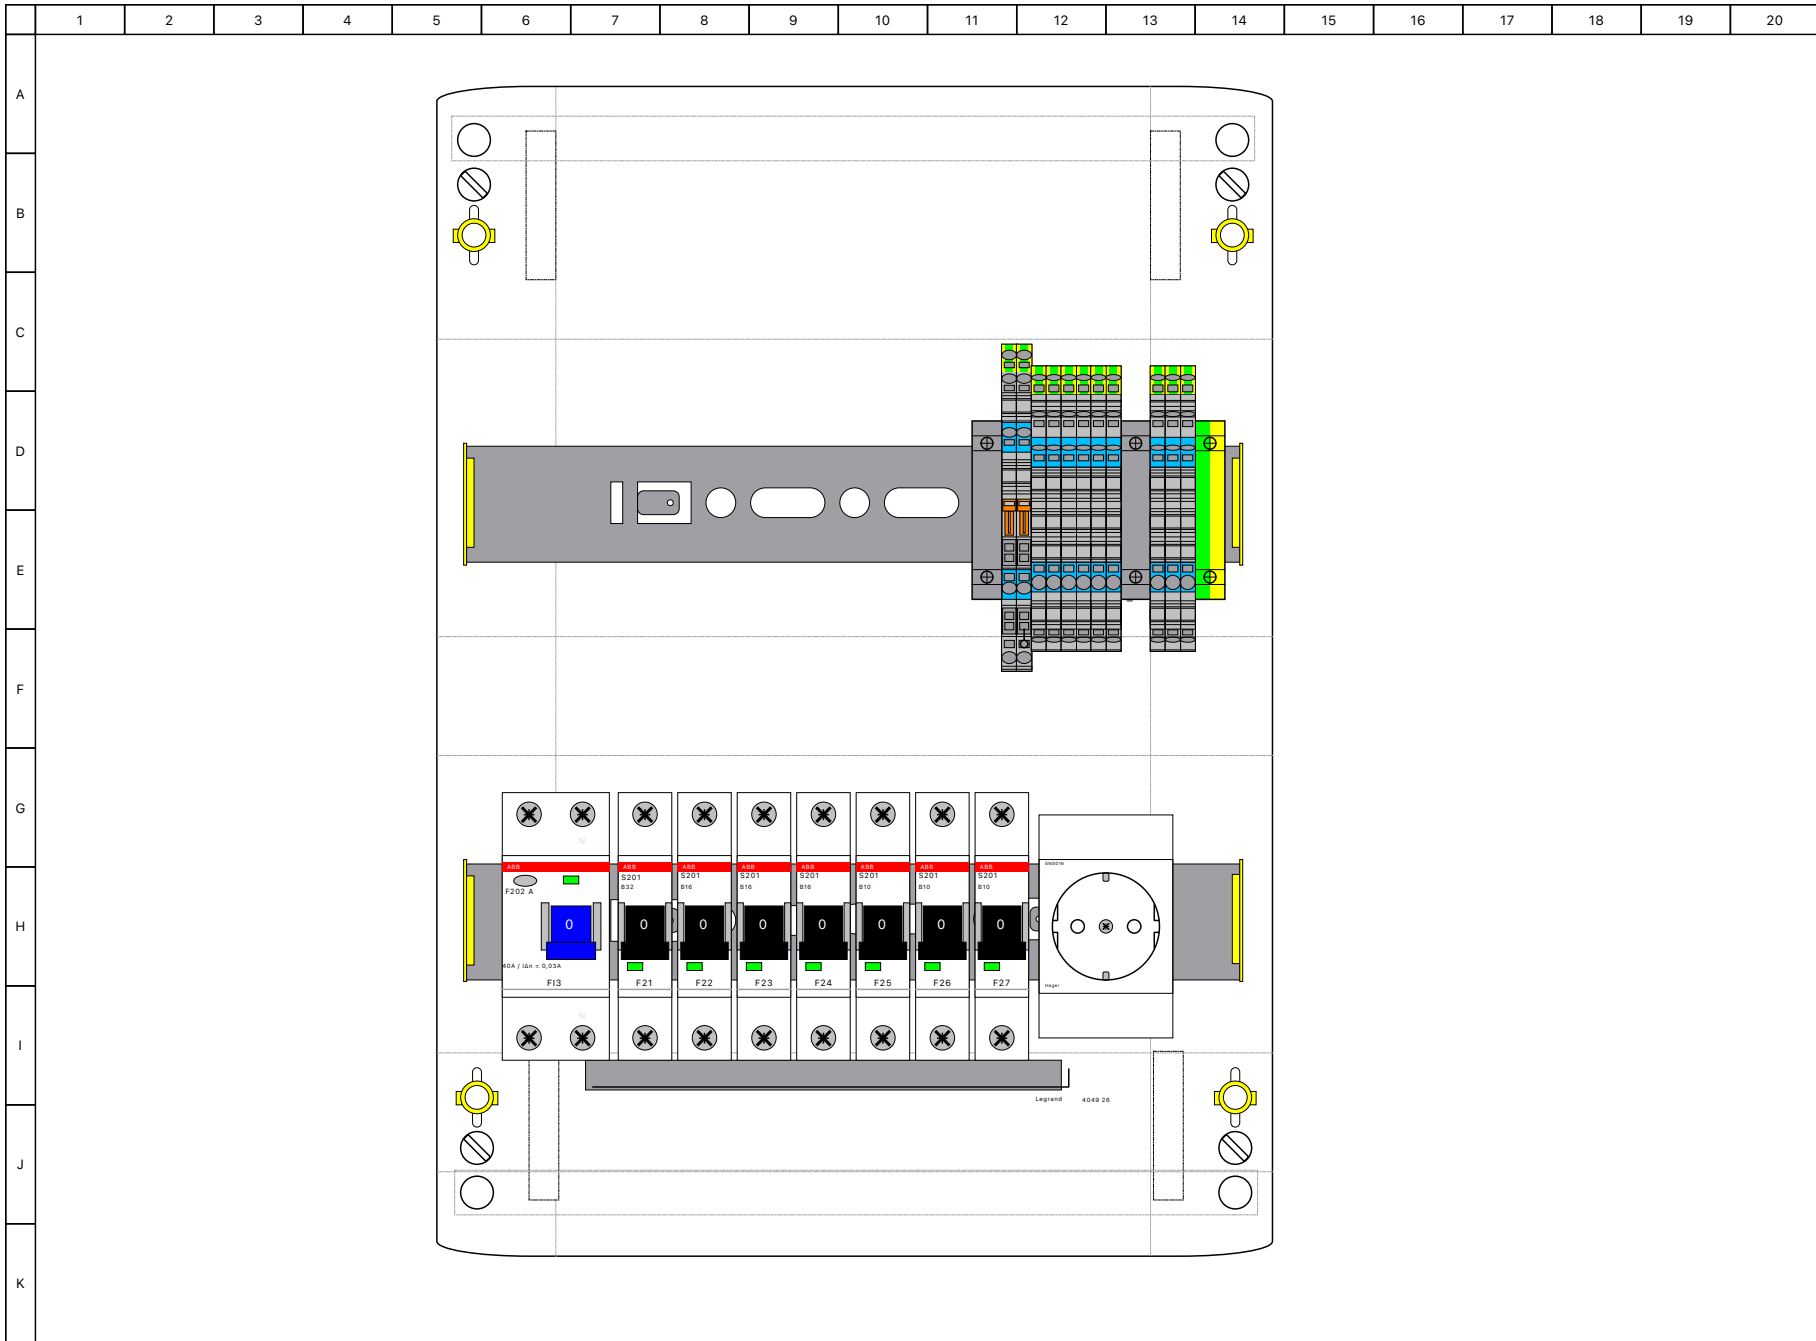 1 2 3 4 5 6 7 8 9 10 11 12 13 14 15 16 17 18 19 20
A
B
C
D
E
F
G
N
ABB ABB ABB ABB ABB ABB ABB ABB
SNS016
S201 S201 S201 S201 S201 S201 S201
B32 B16 B16 B16 B10 B10 B10
F202 A
H
0 0 0 0 0 0 0 0
40A / IΔn = 0,03A
FI3 F21 F22 F23 F24 F25 F26 F27
Hager
N
I
Legrand 4049 26
J
K